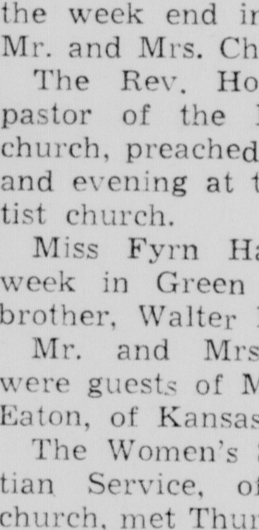 the week end in
Mr. and Mrs. Ch
The Rev. Ho
pastor of the
church, preached
and evening at t
tist church.
Miss Fyrn Ha
week in Green
brother, Walter
Mr. and Mrs
were guests of M
Eaton, of Kansas
The Women's
tian Service, of
church, met Thur